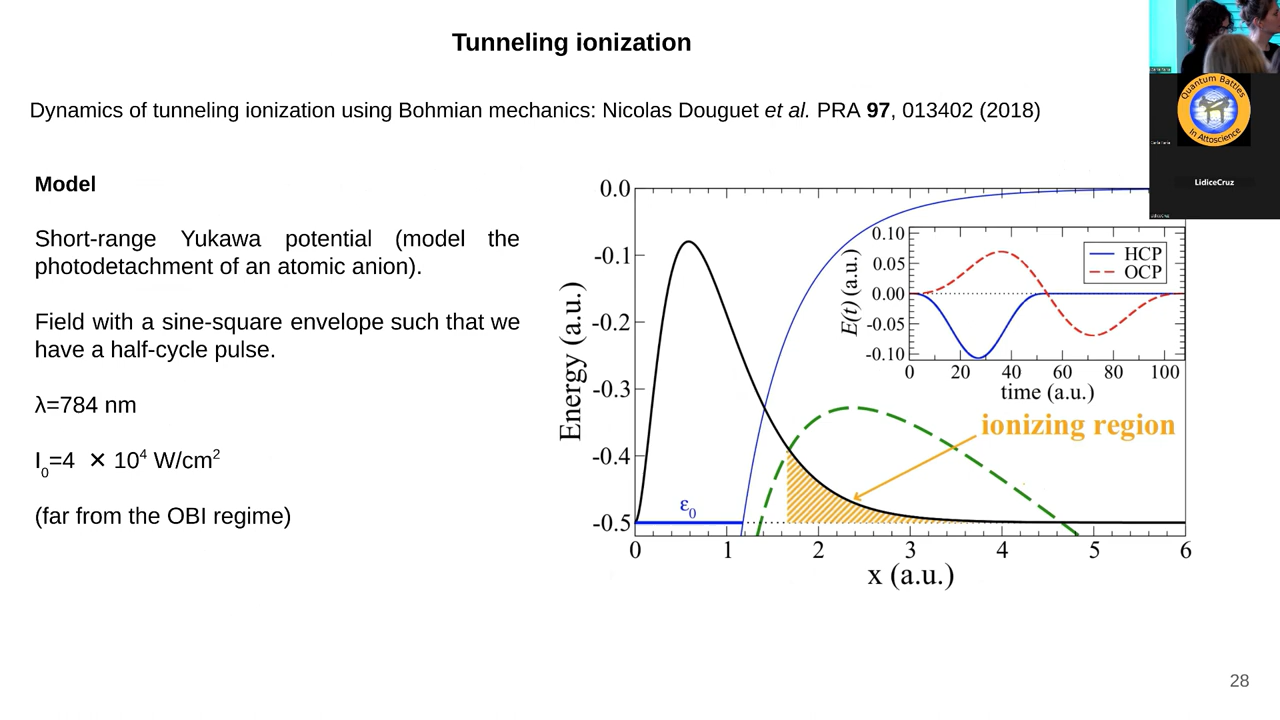 Tunneling ionization
Dynamics of tunneling ionization using Bohmian mechanics: Nicolas Douguet et al. PRA 97, 013402 (2018)
Model
Short-range Yukawa potential (model the
photodetachment of an atomic anion).
Field with a sine-square envelope such that we
have a half-cycle pulse.
λ=784 nm
I0=4 × 10⁴ W/cm²
(far from the OBI regime)
0.0
-0.1
-0.2
-0.3
-0.4
-0.5
Energy (a.u.)
0 1 2 3 4 5 6
x (a.u.)
ε0
ionizing region
0.10
0.05
0.00
-0.05
-0.10
E(t) (a.u.)
0 20 40 60 80 100
time (a.u.)
HCP
OCP
Quantum Battles
In Attoscience
LidiceCruz
28